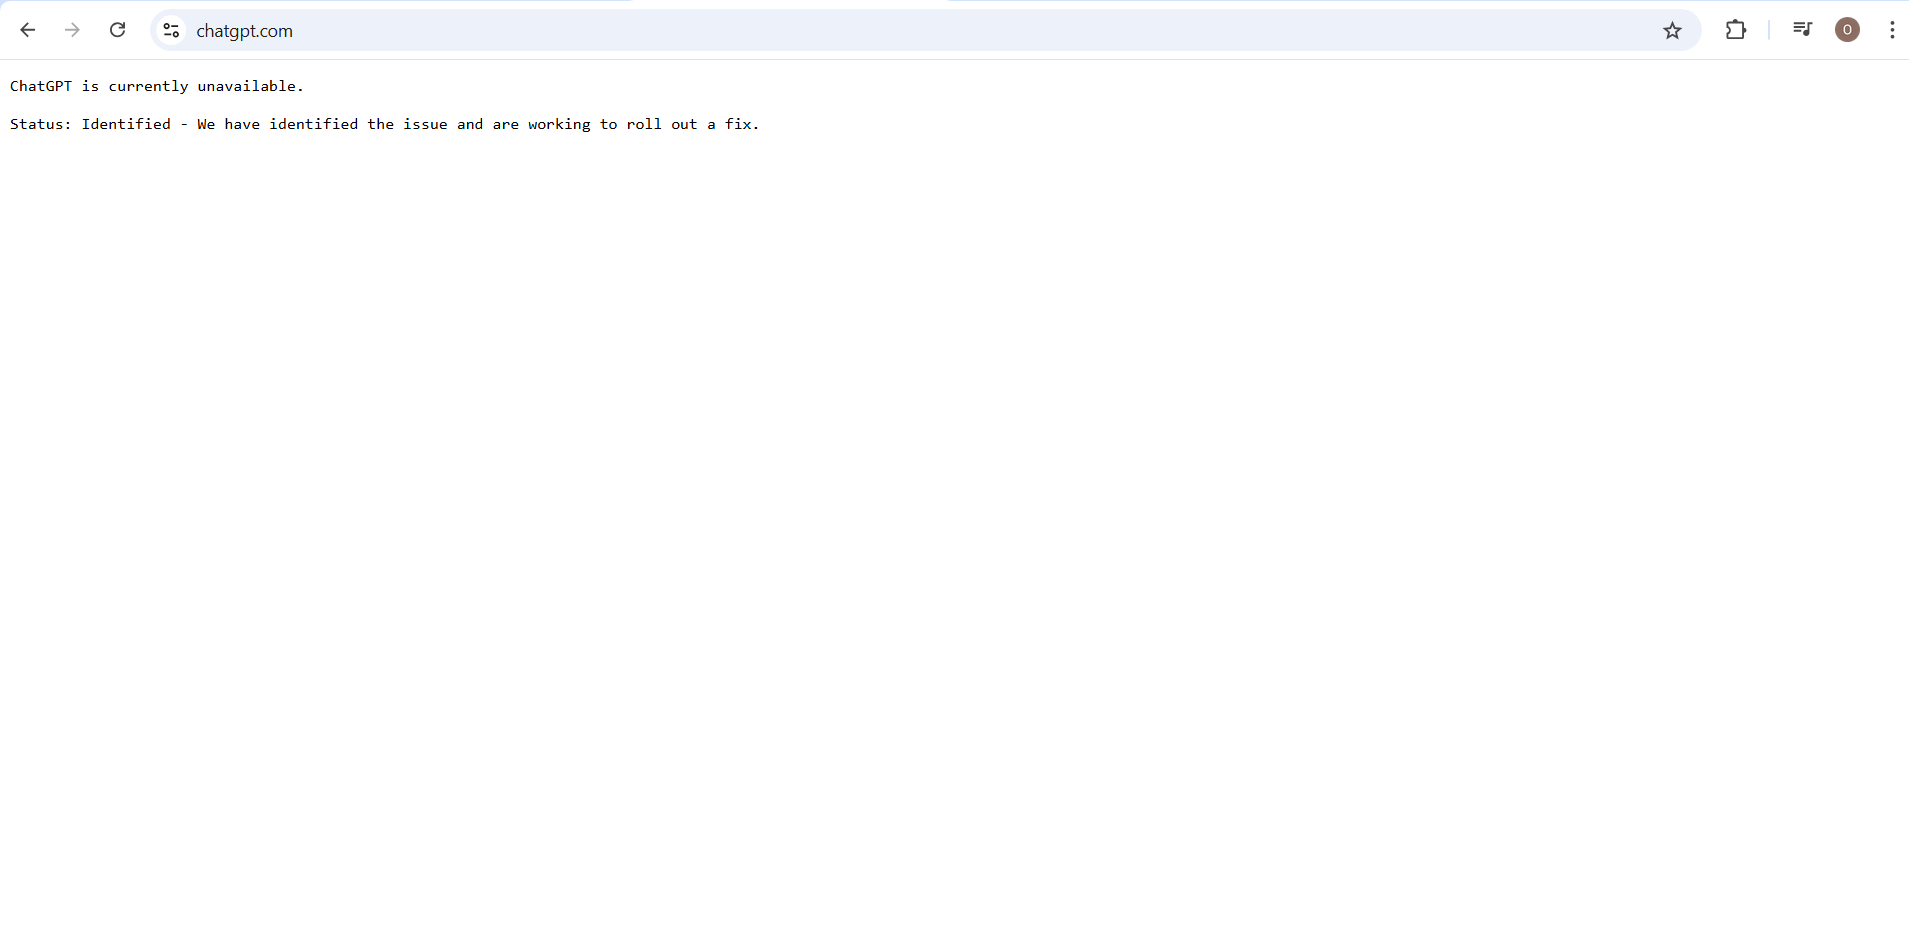 chatgpt.com
O
ChatGPT is currently unavailable.
Status: Identified - We have identified the issue and are working to roll out a fix.